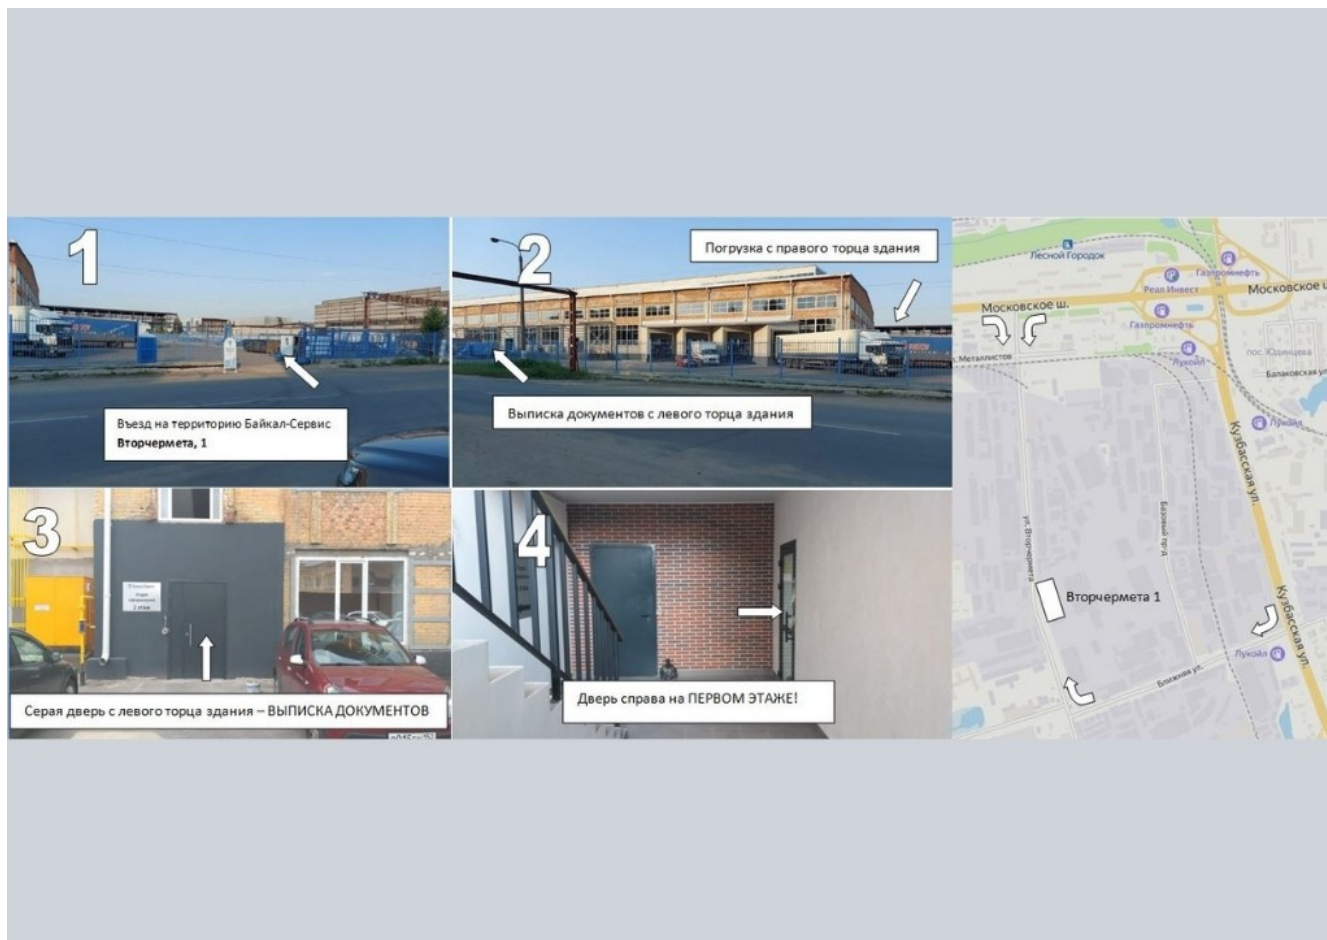 1
Въезд на территорию Байкал-Сервис
Вторчермета, 1
2
Погрузка с правого торца здания
Выписка документов с левого торца здания
3
2 этаж
Серая дверь с левого торца здания – ВЫПИСКА ДОКУМЕНТОВ
4
Дверь справа на ПЕРВОМ ЭТАЖЕ!
Лесной Городок
Газпромнефть
Реал-Инвест
Московское ш.
Московское ш
Газпромнефть
Металлистов
Лукойл
пос. Юдинцева
Балаковская ул.
Лукойл
Кузбасская ул.
ул. Вторчермета
Базовый пр-д
Вторчермета 1
Кузбасская ул.
Лукойл
Ближняя ул.